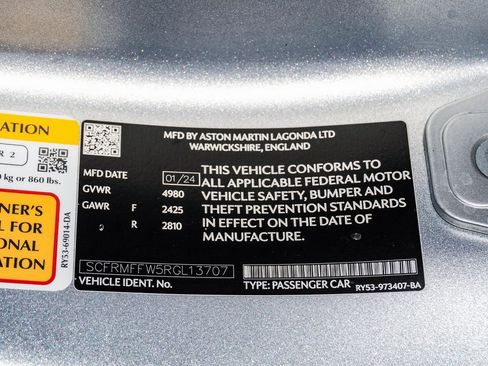 ATION
R 2
0 kg or 860 lbs.
NER'S
L FOR
ONAL
ATION
RY53-69014-DA
MFD BY ASTON MARTIN LAGONDA LTD
WARWICKSHIRE, ENGLAND
MFD DATE 01/24
GVWR 4980
GAWR F 2425
R 2810
THIS VEHICLE CONFORMS TO
ALL APPLICABLE FEDERAL MOTOR
VEHICLE SAFETY, BUMPER AND
THEFT PREVENTION STANDARDS
IN EFFECT ON THE DATE OF
MANUFACTURE.
SCFRMFFW5RGL13707
VEHICLE IDENT. No.
TYPE: PASSENGER CAR
RY53-973407-BA